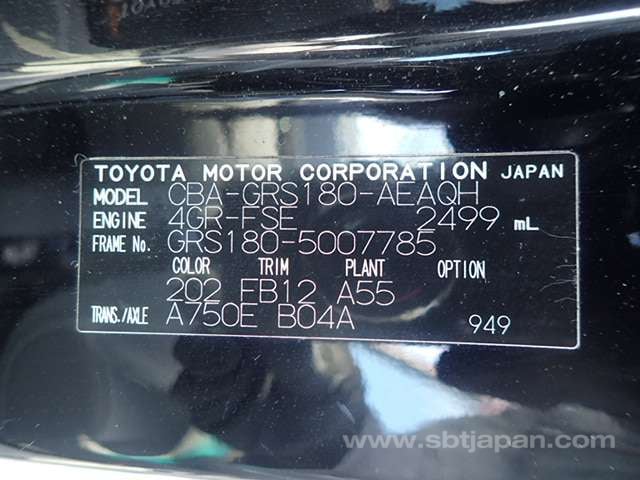 TOYOTA MOTOR CORPORATION JAPAN
MODEL CBA-GRS180-AEAQH
ENGINE 4GR-FSE 2499 mL
FRAME No. GRS180-5007785
COLOR TRIM PLANT OPTION
202 FB12 A55
TRANS./AXLE A750E B04A 949
www.sbtjapan.com